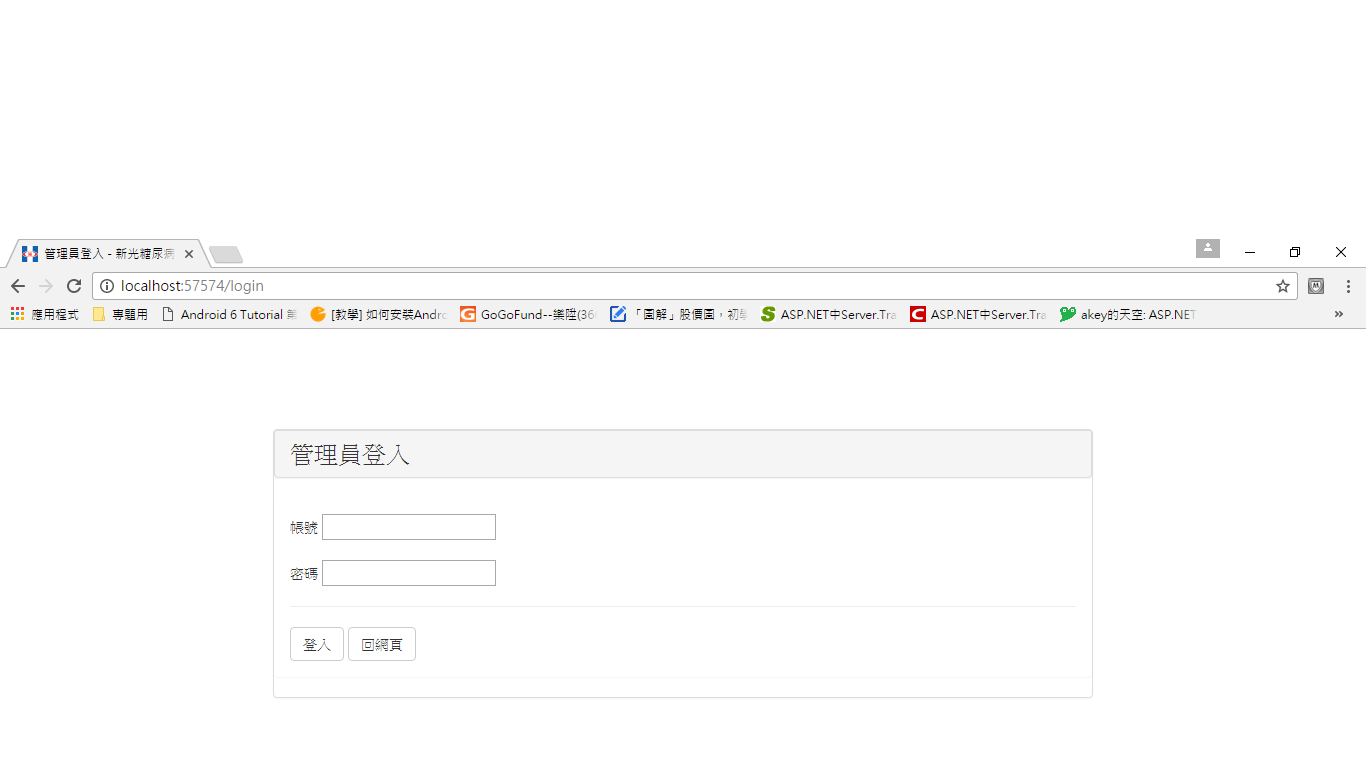 管理員登入 - 新光糖尿病
localhost:57574/login
應用程式 專題用 Android 6 Tutorial [教學] 如何安裝Andro GoGoFund--樂陞(36 「圖解」股價圖，初學 ASP.NET中Server.Tra ASP.NET中Server.Tra akey的天空: ASP.NET
管理員登入
帳號
密碼
登入 回網頁